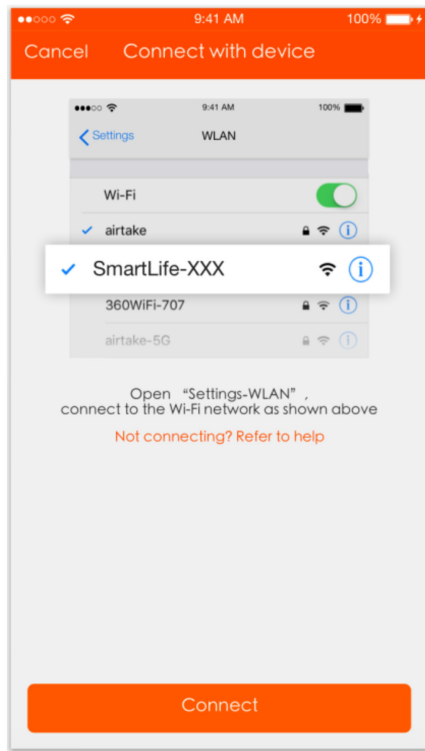 9:41 AM 100%
Cancel Connect with device
9:41 AM 100%
Settings WLAN
Wi-Fi
airtake
SmartLife-XXX
360WiFi-707
airtake-5G
Open “Settings-WLAN” ,
connect to the Wi-Fi network as shown above
Not connecting? Refer to help
Connect